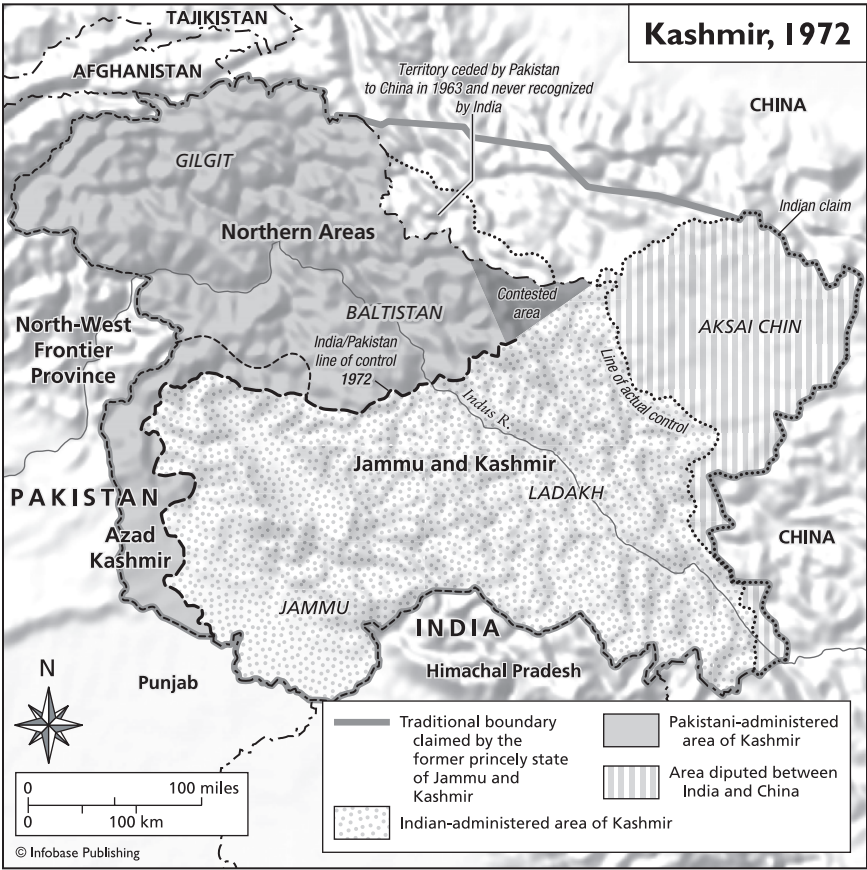 Kashmir, 1972
TAJIKISTAN
AFGHANISTAN
Territory ceded by Pakistan
to China in 1963 and never recognized
by India
CHINA
GILGIT
Indian claim
Northern Areas
Contested
area
BALTISTAN
AKSAI CHIN
North-West
Frontier
Province
India/Pakistan
line of control
1972
Line of actual control
Indus R.
Jammu and Kashmir
LADAKH
PAKISTAN
Azad
Kashmir
CHINA
JAMMU
INDIA
Himachal Pradesh
Punjab
N
Traditional boundary
claimed by the
former princely state
of Jammu and
Kashmir
Indian-administered area of Kashmir
Pakistani-administered
area of Kashmir
Area diputed between
India and China
0 100 miles
0 100 km
© Infobase Publishing